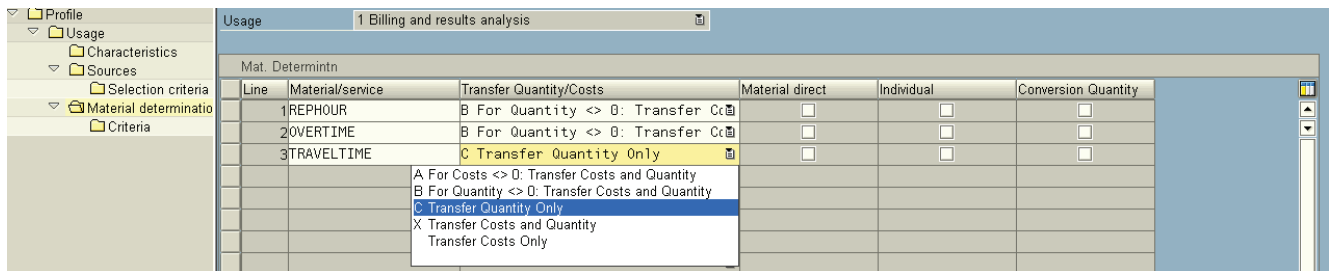 Profile
Usage
Characteristics
Sources
Selection criteria
Material determinatio
Criteria
Usage 1 Billing and results analysis
Mat. Determintn
Line Material/service Transfer Quantity/Costs Material direct Individual Conversion Quantity
1 REPHOUR B For Quantity <> 0: Transfer Co
2 OVERTIME B For Quantity <> 0: Transfer Co
3 TRAVELTIME C Transfer Quantity Only
A For Costs <> 0: Transfer Costs and Quantity
B For Quantity <> 0: Transfer Costs and Quantity
C Transfer Quantity Only
X Transfer Costs and Quantity
Transfer Costs Only